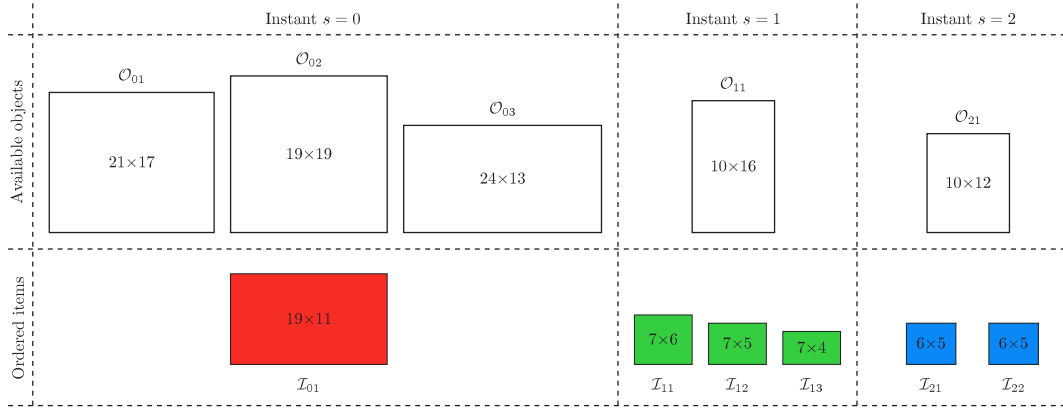 Instant s = 0
Instant s = 1
Instant s = 2
Available objects
O₀₁
21×17
O₀₂
19×19
O₀₃
24×13
O₁₁
10×16
O₂₁
10×12
Ordered items
19×11
I₀₁
7×6
I₁₁
7×5
I₁₂
7×4
I₁₃
6×5
I₂₁
6×5
I₂₂